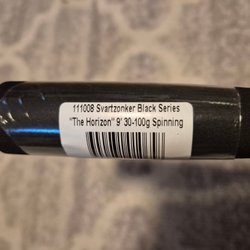 111008 Svartzonker Black Series
"The Horizon" 9' 30-100g Spinning